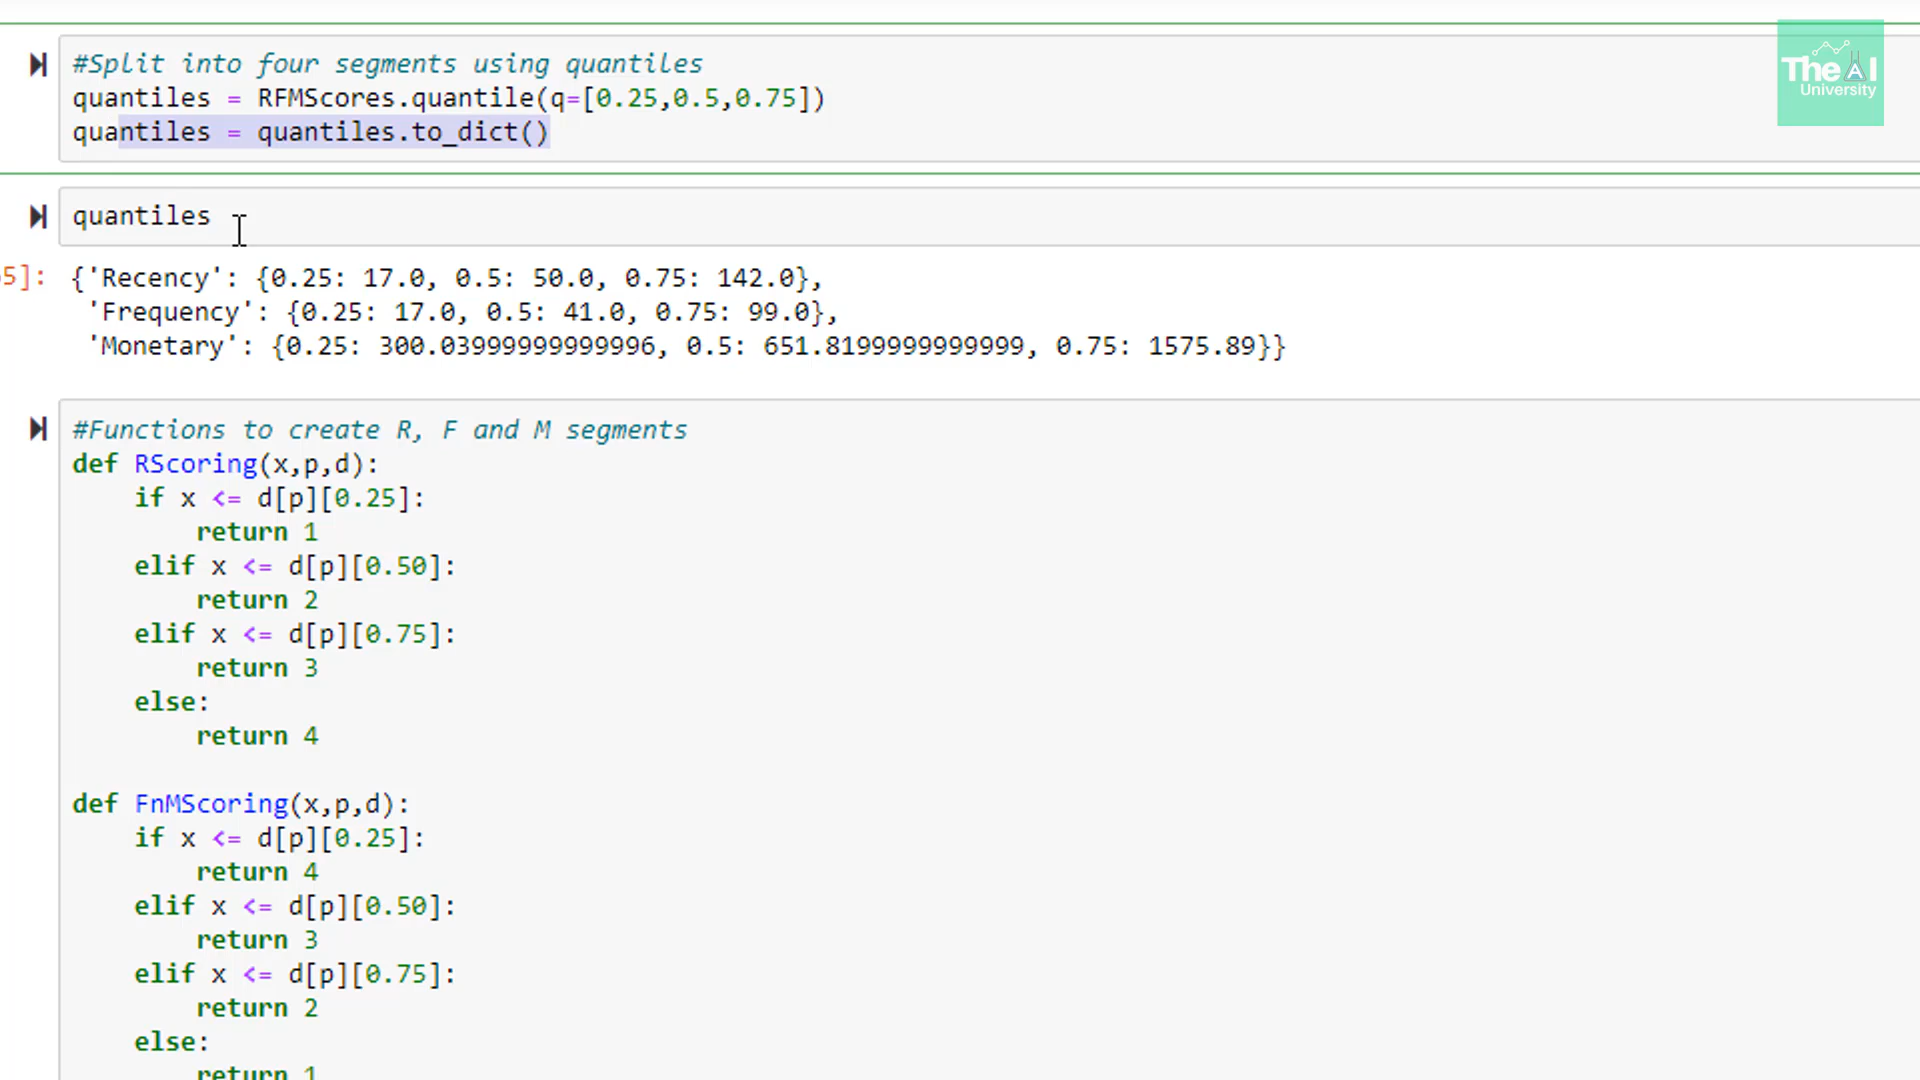 #Split into four segments using quantiles
quantiles = RFMScores.quantile(q=[0.25,0.5,0.75])
quantiles = quantiles.to_dict()
The AI
University
quantiles
5]: {'Recency': {0.25: 17.0, 0.5: 50.0, 0.75: 142.0},
'Frequency': {0.25: 17.0, 0.5: 41.0, 0.75: 99.0},
'Monetary': {0.25: 300.03999999999996, 0.5: 651.8199999999999, 0.75: 1575.89}}
#Functions to create R, F and M segments
def RScoring(x,p,d):
    if x <= d[p][0.25]:
        return 1
    elif x <= d[p][0.50]:
        return 2
    elif x <= d[p][0.75]:
        return 3
    else:
        return 4
def FnMScoring(x,p,d):
    if x <= d[p][0.25]:
        return 4
    elif x <= d[p][0.50]:
        return 3
    elif x <= d[p][0.75]:
        return 2
    else:
        return 1